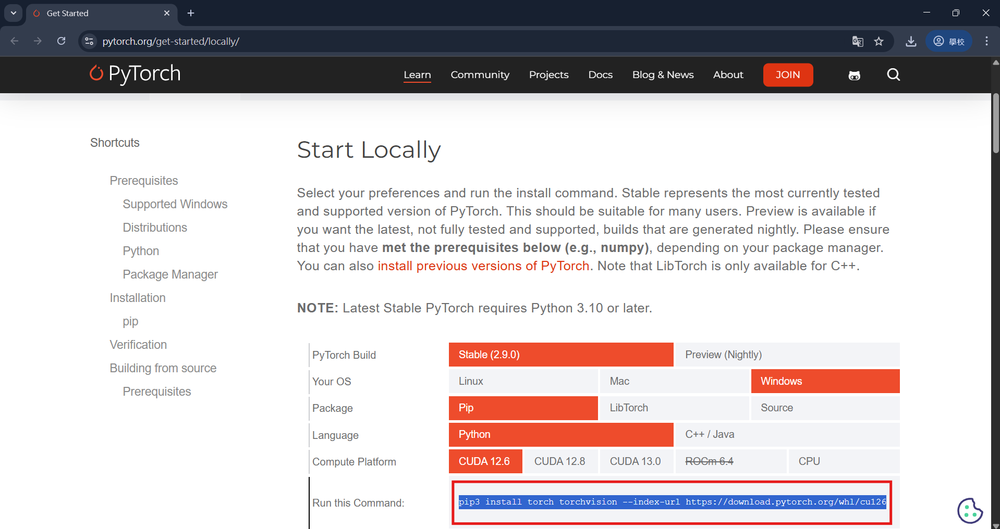 Get Started
pytorch.org/get-started/locally/
學校
PyTorch
Learn
Community
Projects
Docs
Blog & News
About
JOIN
Shortcuts
Prerequisites
Supported Windows
Distributions
Python
Package Manager
Installation
pip
Verification
Building from source
Prerequisites
Start Locally
Select your preferences and run the install command. Stable represents the most currently tested
and supported version of PyTorch. This should be suitable for many users. Preview is available if
you want the latest, not fully tested and supported, builds that are generated nightly. Please ensure
that you have met the prerequisites below (e.g., numpy), depending on your package manager.
You can also install previous versions of PyTorch. Note that LibTorch is only available for C++.
NOTE: Latest Stable PyTorch requires Python 3.10 or later.
PyTorch Build
Stable (2.9.0)
Preview (Nightly)
Your OS
Linux
Mac
Windows
Package
Pip
LibTorch
Source
Language
Python
C++ / Java
Compute Platform
CUDA 12.6
CUDA 12.8
CUDA 13.0
ROCm 6.4
CPU
Run this Command:
pip3 install torch torchvision --index-url https://download.pytorch.org/whl/cu126